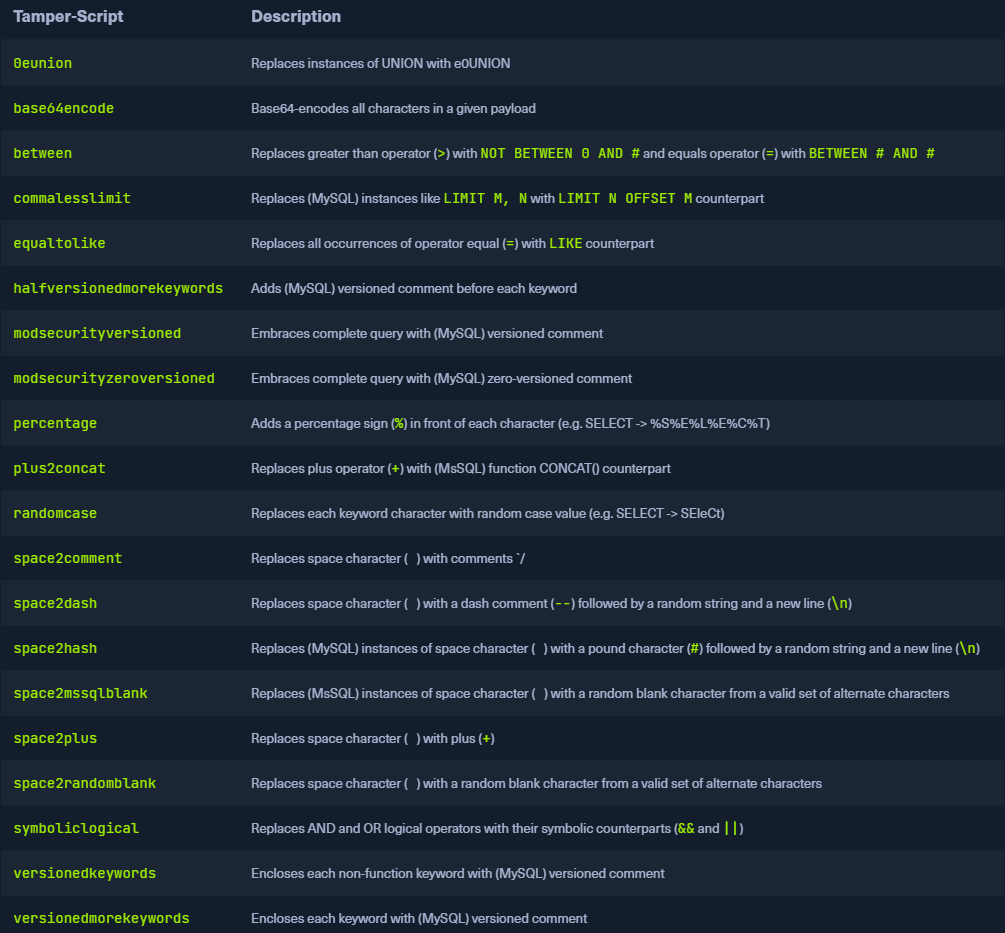 Tamper-Script Description
0eunion Replaces instances of UNION with e0UNION
base64encode Base64-encodes all characters in a given payload
between Replaces greater than operator (>) with NOT BETWEEN 0 AND # and equals operator (=) with BETWEEN # AND #
commalesslimit Replaces (MySQL) instances like LIMIT M, N with LIMIT N OFFSET M counterpart
equaltolike Replaces all occurrences of operator equal (=) with LIKE counterpart
halfversionedmorekeywords Adds (MySQL) versioned comment before each keyword
modsecurityversioned Embraces complete query with (MySQL) versioned comment
modsecurityzeroversioned Embraces complete query with (MySQL) zero-versioned comment
percentage Adds a percentage sign (%) in front of each character (e.g. SELECT -> %S%E%L%E%C%T)
plus2concat Replaces plus operator (+) with (MsSQL) function CONCAT() counterpart
randomcase Replaces each keyword character with random case value (e.g. SELECT -> SEleCt)
space2comment Replaces space character ( ) with comments `/
space2dash Replaces space character ( ) with a dash comment (--) followed by a random string and a new line (\n)
space2hash Replaces (MySQL) instances of space character ( ) with a pound character (#) followed by a random string and a new line (\n)
space2mssqlblank Replaces (MsSQL) instances of space character ( ) with a random blank character from a valid set of alternate characters
space2plus Replaces space character ( ) with plus (+)
space2randomblank Replaces space character ( ) with a random blank character from a valid set of alternate characters
symboliclogical Replaces AND and OR logical operators with their symbolic counterparts (&& and ||)
versionedkeywords Encloses each non-function keyword with (MySQL) versioned comment
versionedmorekeywords Encloses each keyword with (MySQL) versioned comment